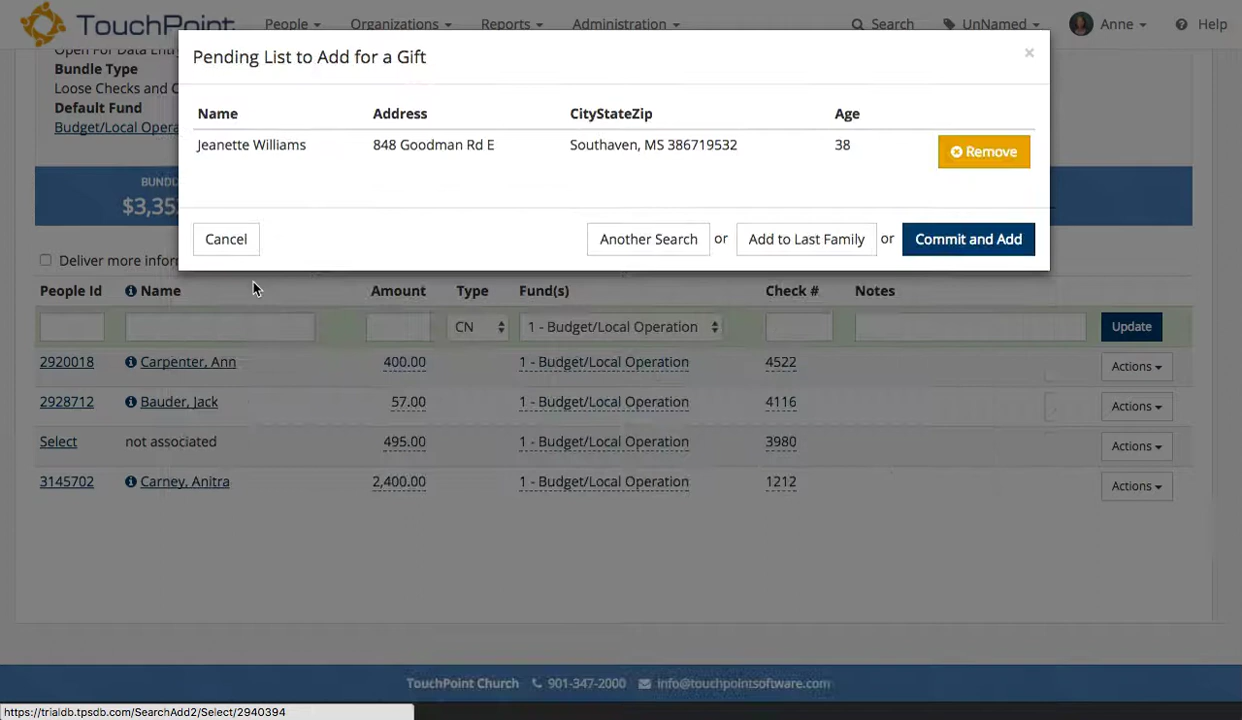 TouchPoint People Organizations Reports Administration Search UnNamed Anne Help
Pending List to Add for a Gift ×
Open For Data Entry
Bundle Type
Loose Checks and C
Default Fund
Budget/Local Opera
Name Address CityStateZip Age
Jeanette Williams 848 Goodman Rd E Southaven, MS 386719532 38 Remove
BUND
$3,352
Cancel Another Search or Add to Last Family or Commit and Add
Deliver more inform
People Id Name Amount Type Fund(s) Check # Notes
CN 1 - Budget/Local Operation Update
2920018 Carpenter, Ann 400.00 1 - Budget/Local Operation 4522 Actions
2928712 Bauder, Jack 57.00 1 - Budget/Local Operation 4116 Actions
Select not associated 495.00 1 - Budget/Local Operation 3980 Actions
3145702 Carney, Anitra 2,400.00 1 - Budget/Local Operation 1212 Actions
TouchPoint Church 901-347-2000 info@touchpointsoftware.com
https://trialdb.tpsdb.com/SearchAdd2/Select/2940394